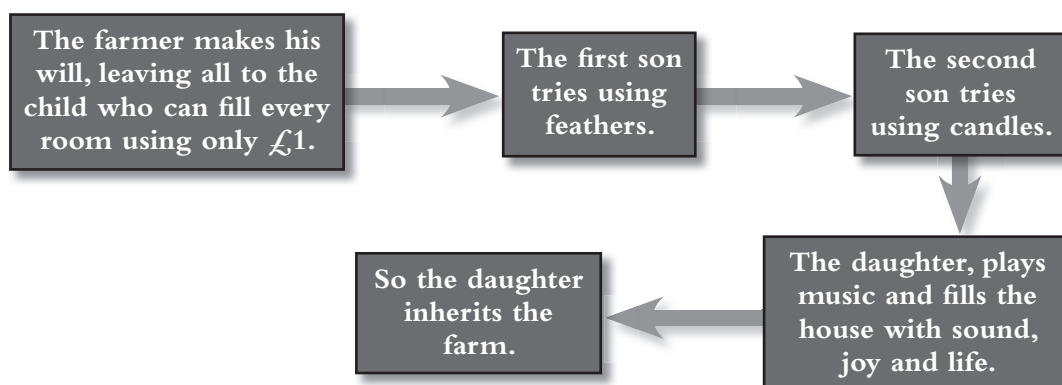 The farmer makes his
will, leaving all to the
child who can fill every
room using only £1.
The first son
tries using
feathers.
The second
son tries
using candles.
The daughter, plays
music and fills the
house with sound,
joy and life.
So the daughter
inherits the
farm.